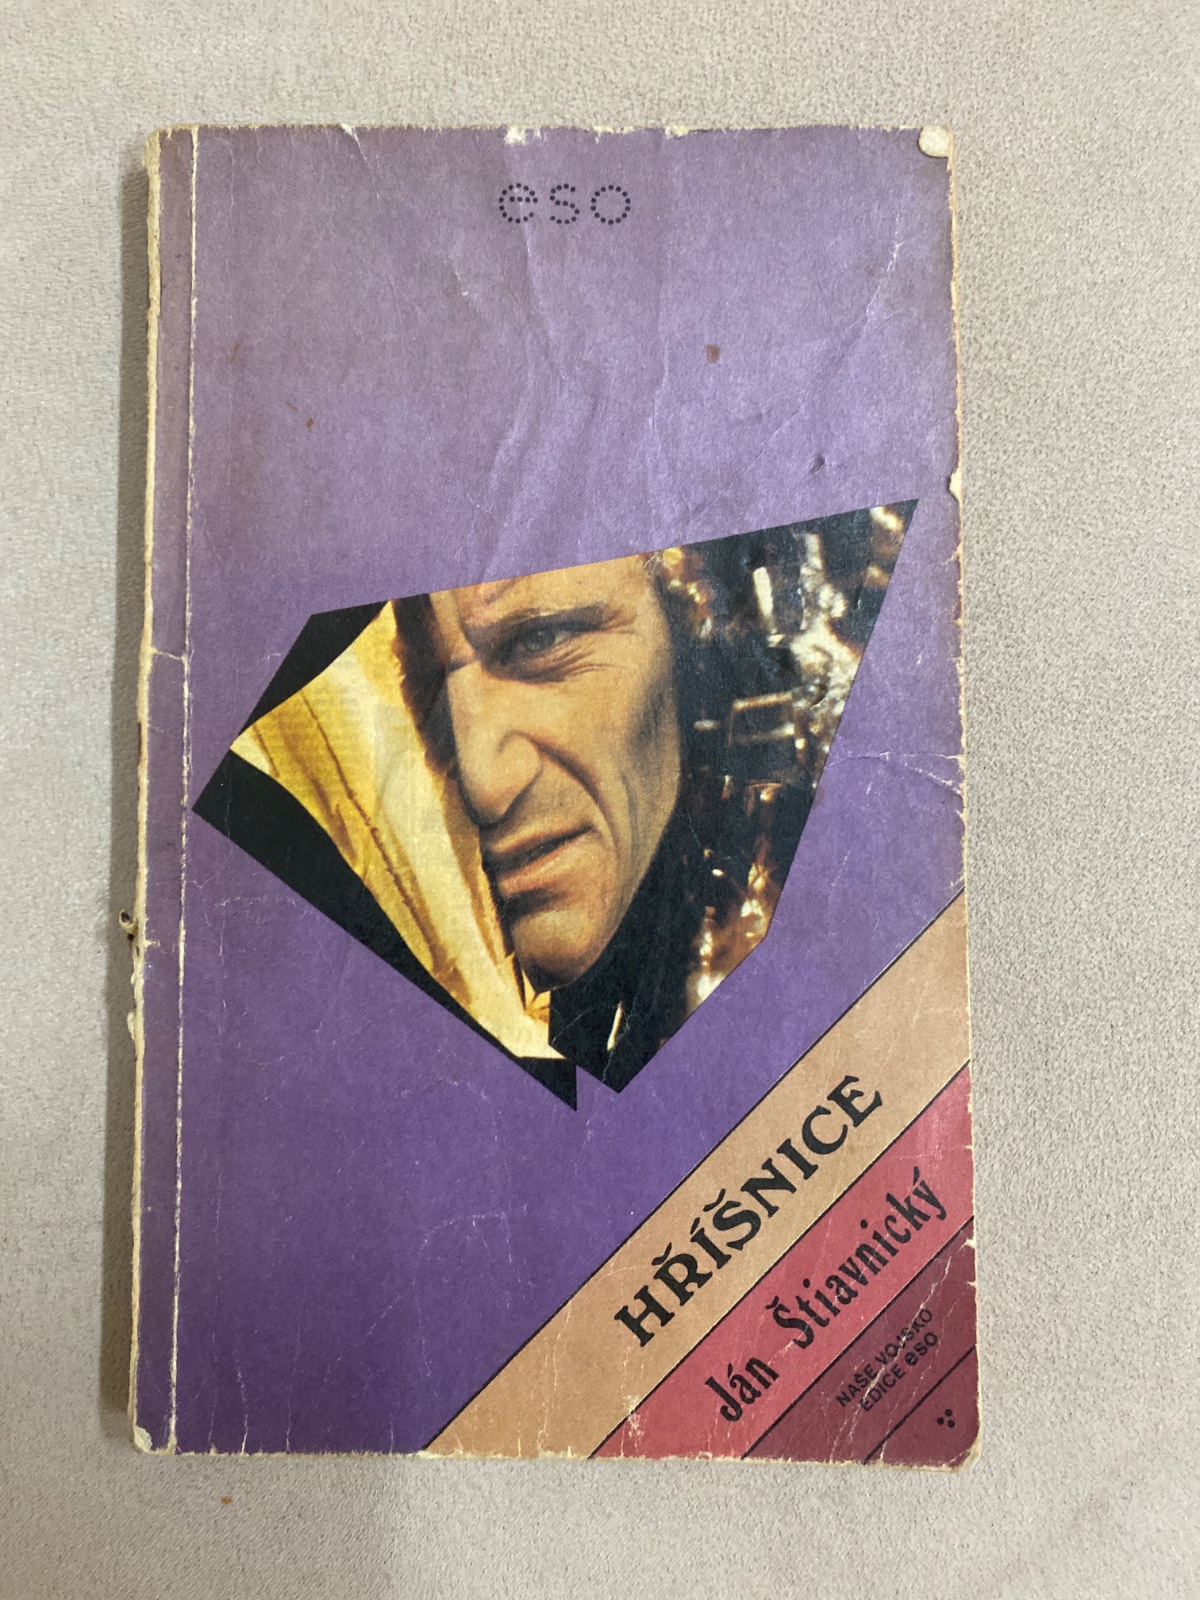 eso
HŘÍŠNICE
Ján Štiavnický
NAŠE VOJSKO
EDICE eso